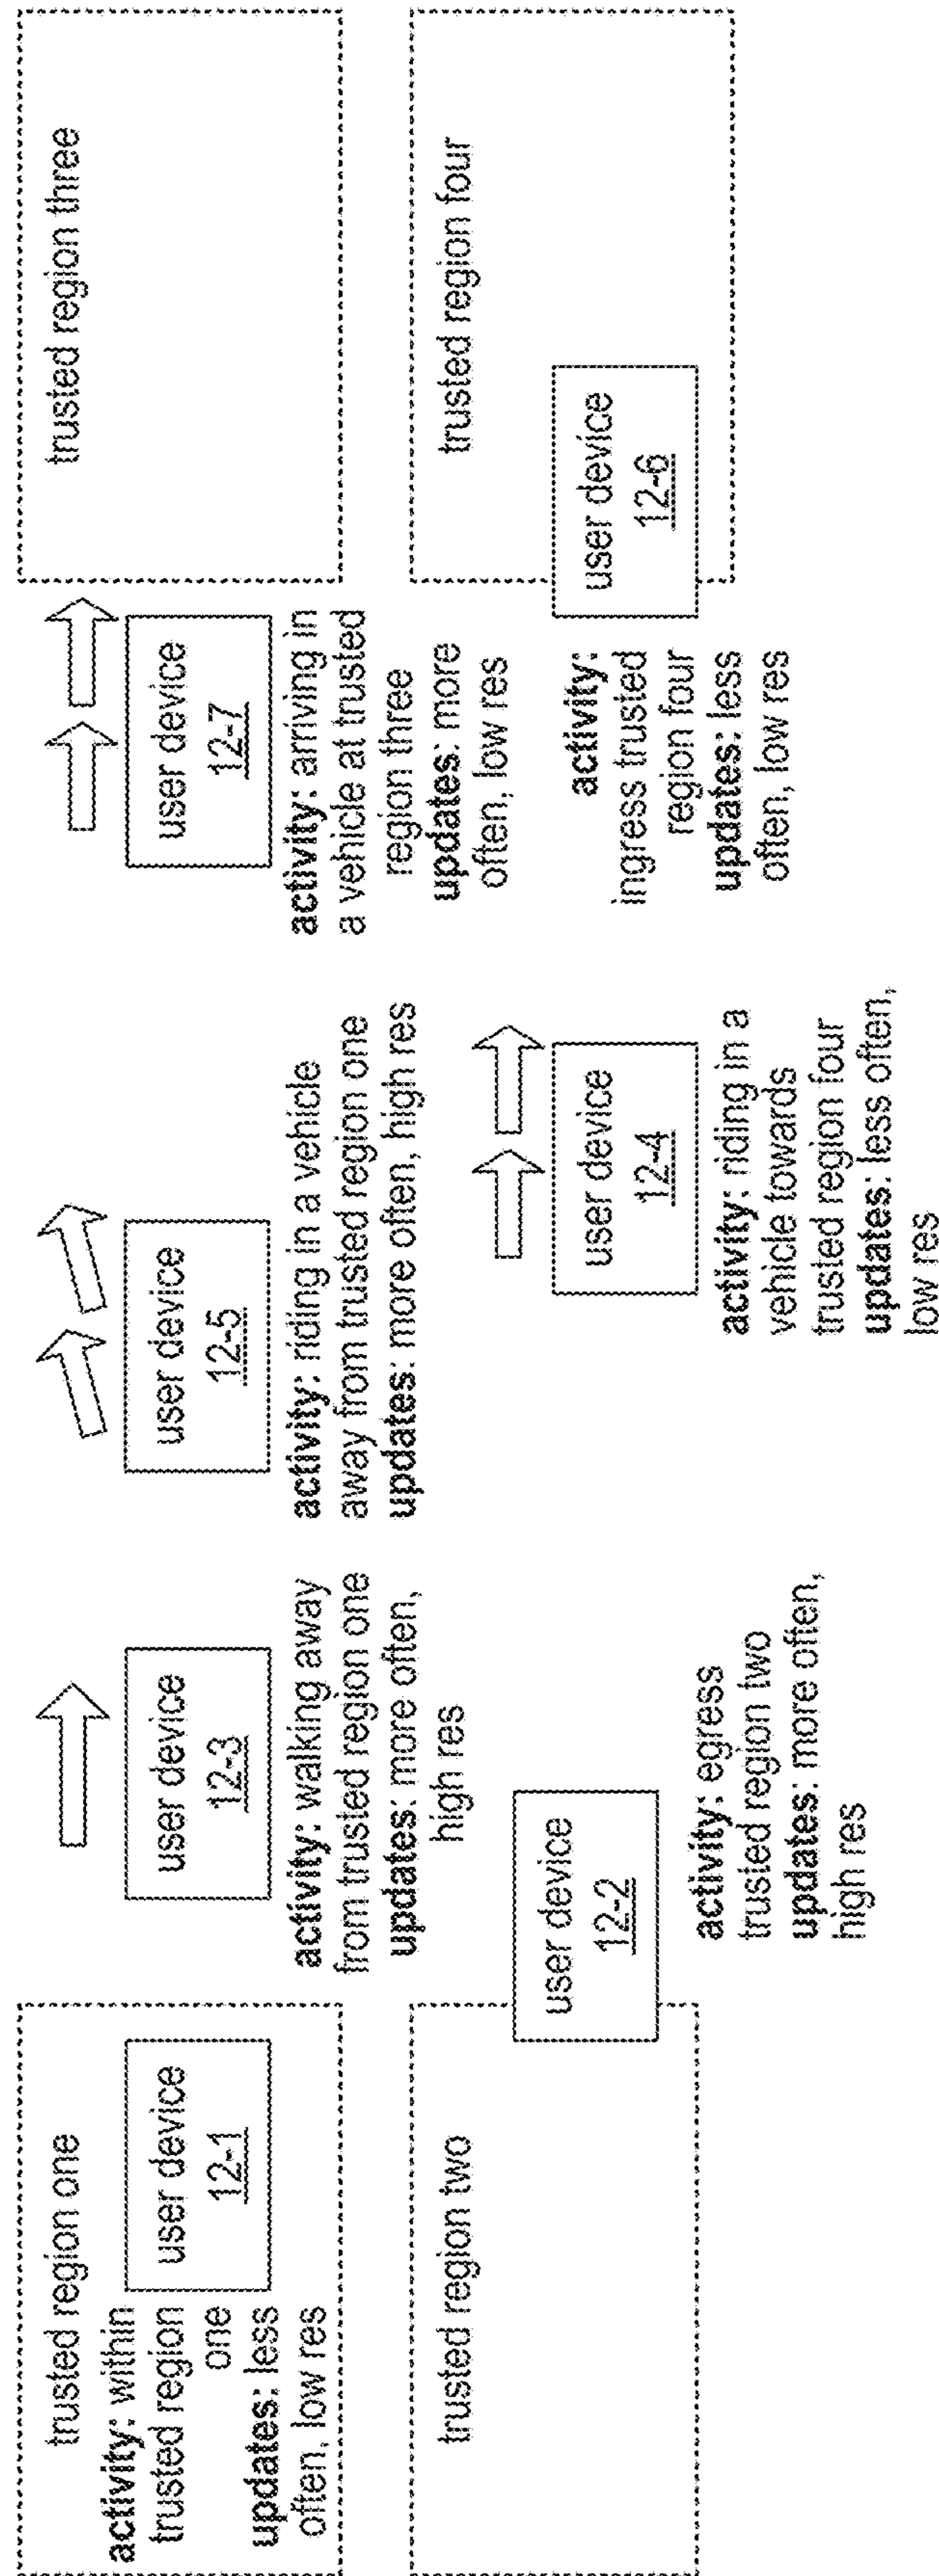 trusted region one
activity: within
trusted region
one
updates: less
often, low res
user device
12-1
trusted region two
user device
12-2
activity: egress
trusted region two
updates: more often,
high res
user device
12-3
activity: walking away
from trusted region one
updates: more often,
high res
user device
12-5
activity: riding in a vehicle
away from trusted region one
updates: more often, high res
user device
12-4
activity: riding in a
vehicle towards
trusted region four
updates: less often,
low res
user device
12-7
activity: arriving in
a vehicle at trusted
region three
updates: more
often, low res
trusted region three
activity:
ingress trusted
region four
updates: less
often, low res
user device
12-6
trusted region four